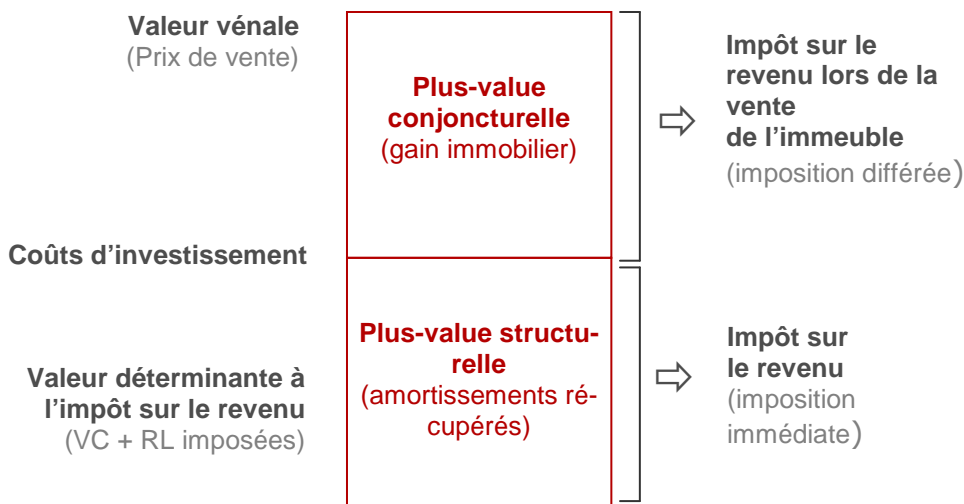 Valeur vénale
(Prix de vente)
Plus-value
conjoncturelle
(gain immobilier)
Impôt sur le
revenu lors de la
vente
de l’immeuble
(imposition différée)
Coûts d’investissement
Plus-value structu-
relle
(amortissements ré-
cupérés)
Valeur déterminante à
l’impôt sur le revenu
(VC + RL imposées)
Impôt sur
le revenu
(imposition
immédiate)